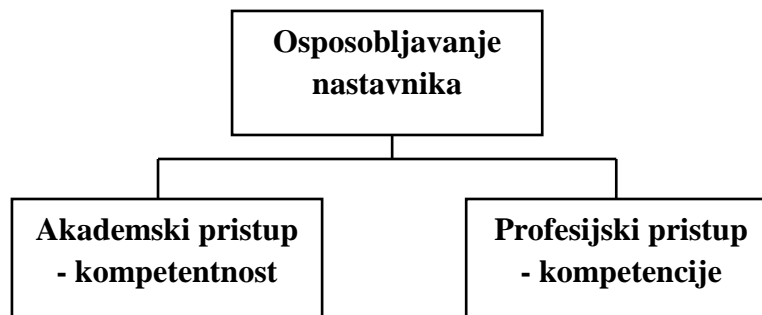 Osposobljavanje
nastavnika
Akademski pristup
- kompetentnost
Profesijski pristup
- kompetencije